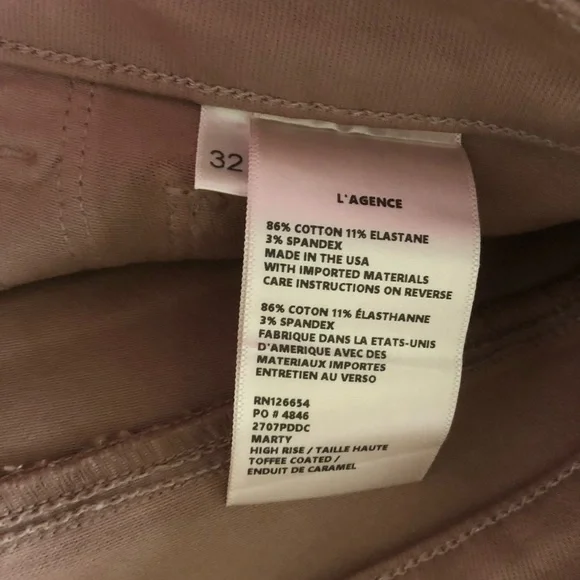 32
L'AGENCE
86% COTTON 11% ELASTANE
3% SPANDEX
MADE IN THE USA
WITH IMPORTED MATERIALS
CARE INSTRUCTIONS ON REVERSE
86% COTON 11% ÉLASTHANNE
3% SPANDEX
FABRIQUE DANS LA ETATS-UNIS
D'AMERIQUE AVEC DES
MATERIAUX IMPORTES
ENTRETIEN AU VERSO
RN126654
PO # 4846
2707PDDC
MARTY
HIGH RISE / TAILLE HAUTE
TOFFEE COATED /
ENDUIT DE CARAMEL